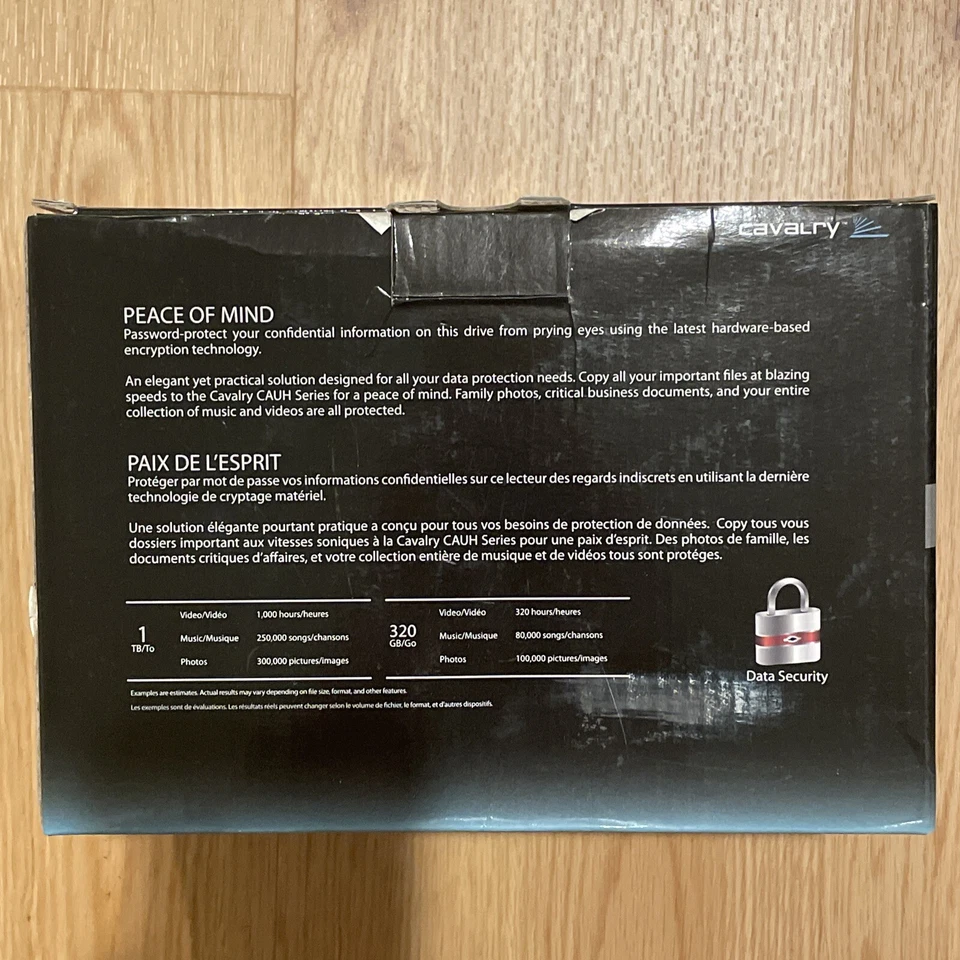 cavalry™
PEACE OF MIND
Password-protect your confidential information on this drive from prying eyes using the latest hardware-based
encryption technology.
An elegant yet practical solution designed for all your data protection needs. Copy all your important files at blazing
speeds to the Cavalry CAUH Series for a peace of mind. Family photos, critical business documents, and your entire
collection of music and videos are all protected.
PAIX DE L'ESPRIT
Protéger par mot de passe vos informations confidentielles sur ce lecteur des regards indiscrets en utilisant la dernière
technologie de cryptage matériel.
Une solution élégante pourtant pratique a conçu pour tous vos besoins de protection de données. Copy tous vous
dossiers important aux vitesses soniques à la Cavalry CAUH Series pour une paix d'esprit. Des photos de famille, les
documents critiques d'affaires, et votre collection entière de musique et de vidéos tous sont protéges.
1
TB/To
Video/Vidéo 1,000 hours/heures
Music/Musique 250,000 songs/chansons
Photos 300,000 pictures/images
320
GB/Go
Video/Vidéo 320 hours/heures
Music/Musique 80,000 songs/chansons
Photos 100,000 pictures/images
Data Security
Examples are estimates. Actual results may vary depending on file size, format, and other features.
Les exemples sont de évaluations. Les résultats réels peuvent changer selon le volume de fichier, le format, et d'autres dispositifs.